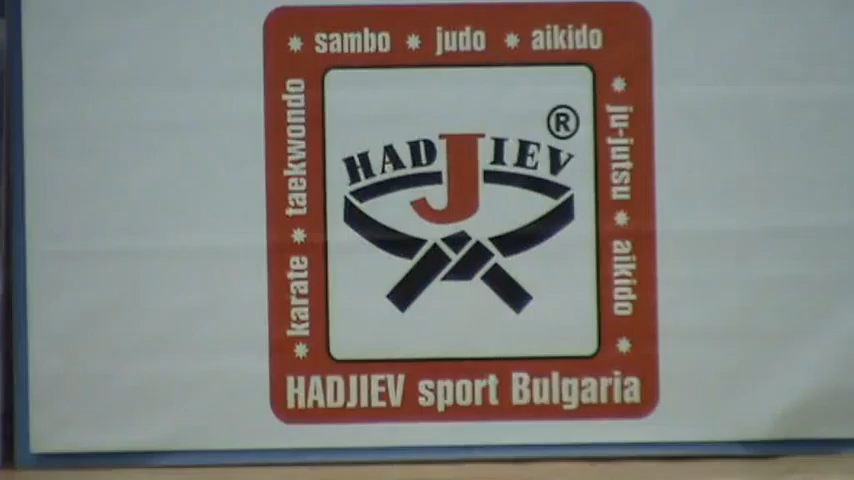 sambo * judo * aikido
karate * taekwondo
* ju-jutsu * aikido *
HADJIEV
®
HADJIEV sport Bulgaria